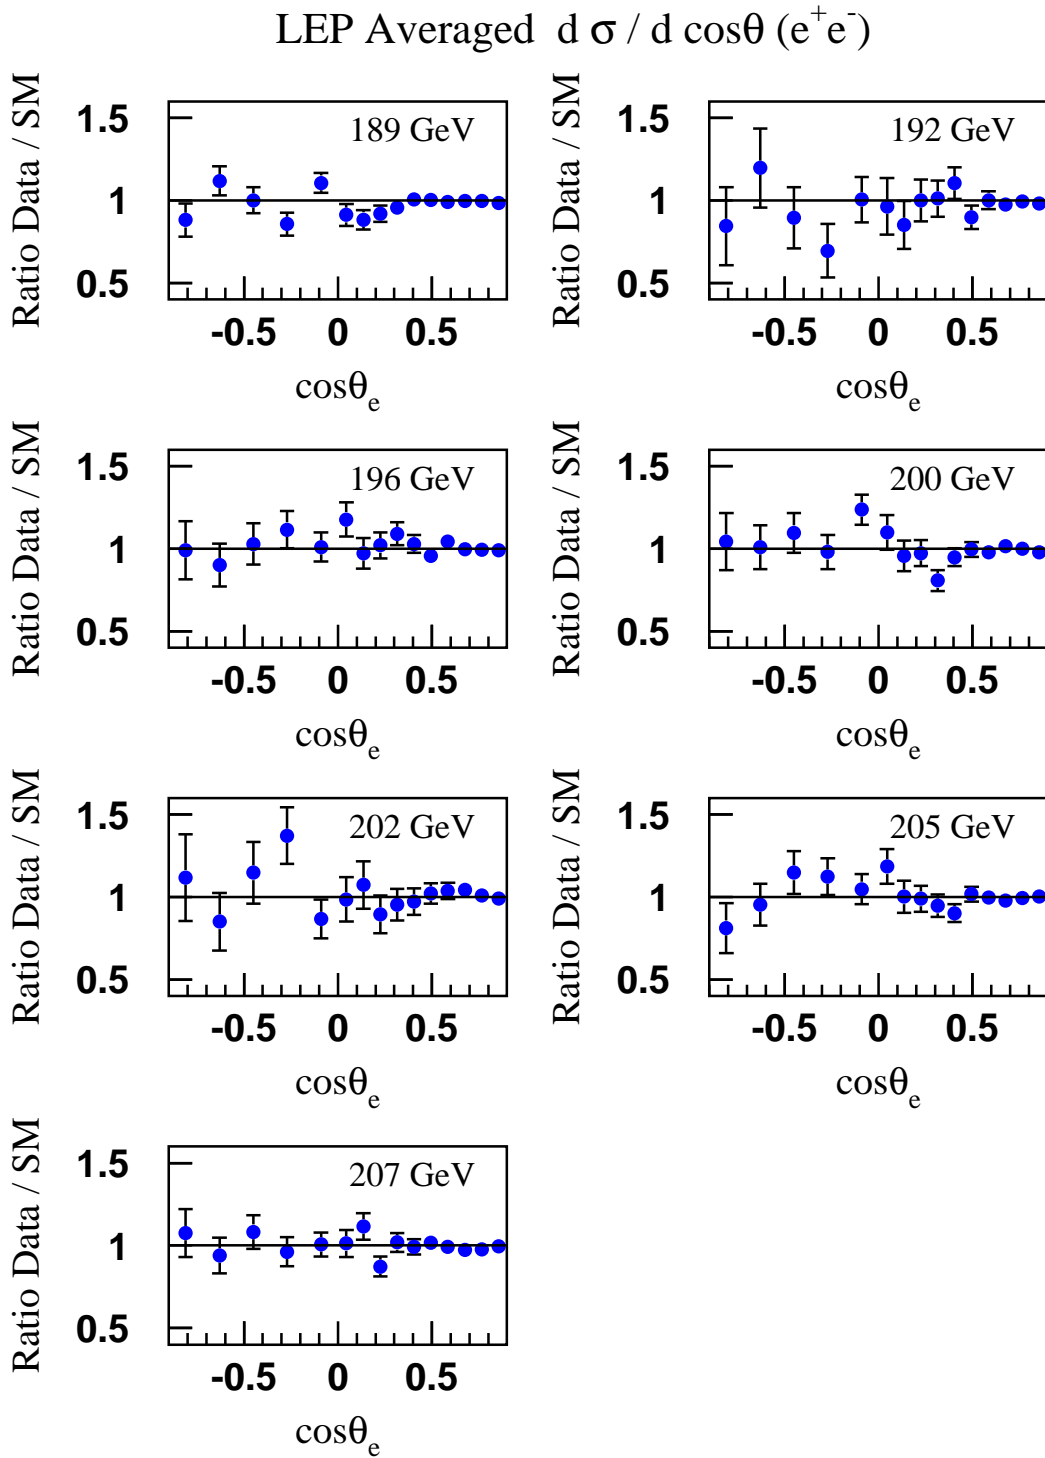 LEP Averaged d σ / d cosθ (e⁺e⁻)
Ratio Data / SM
1.5
1
0.5
189 GeV
-0.5 0 0.5
cosθₑ
Ratio Data / SM
1.5
1
0.5
192 GeV
-0.5 0 0.5
cosθₑ
Ratio Data / SM
1.5
1
0.5
196 GeV
-0.5 0 0.5
cosθₑ
Ratio Data / SM
1.5
1
0.5
200 GeV
-0.5 0 0.5
cosθₑ
Ratio Data / SM
1.5
1
0.5
202 GeV
-0.5 0 0.5
cosθₑ
Ratio Data / SM
1.5
1
0.5
205 GeV
-0.5 0 0.5
cosθₑ
Ratio Data / SM
1.5
1
0.5
207 GeV
-0.5 0 0.5
cosθₑ